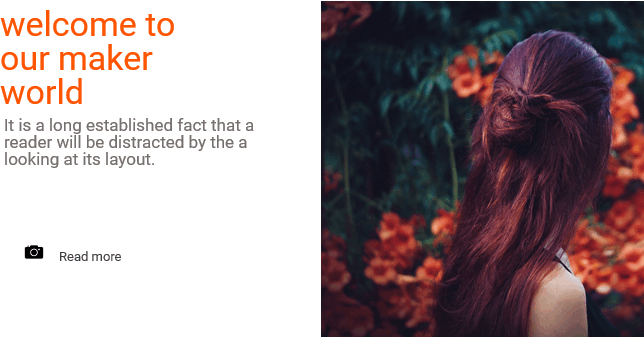 welcome to
our maker
world
It is a long established fact that a
reader will be distracted by the a
looking at its layout.
Read more